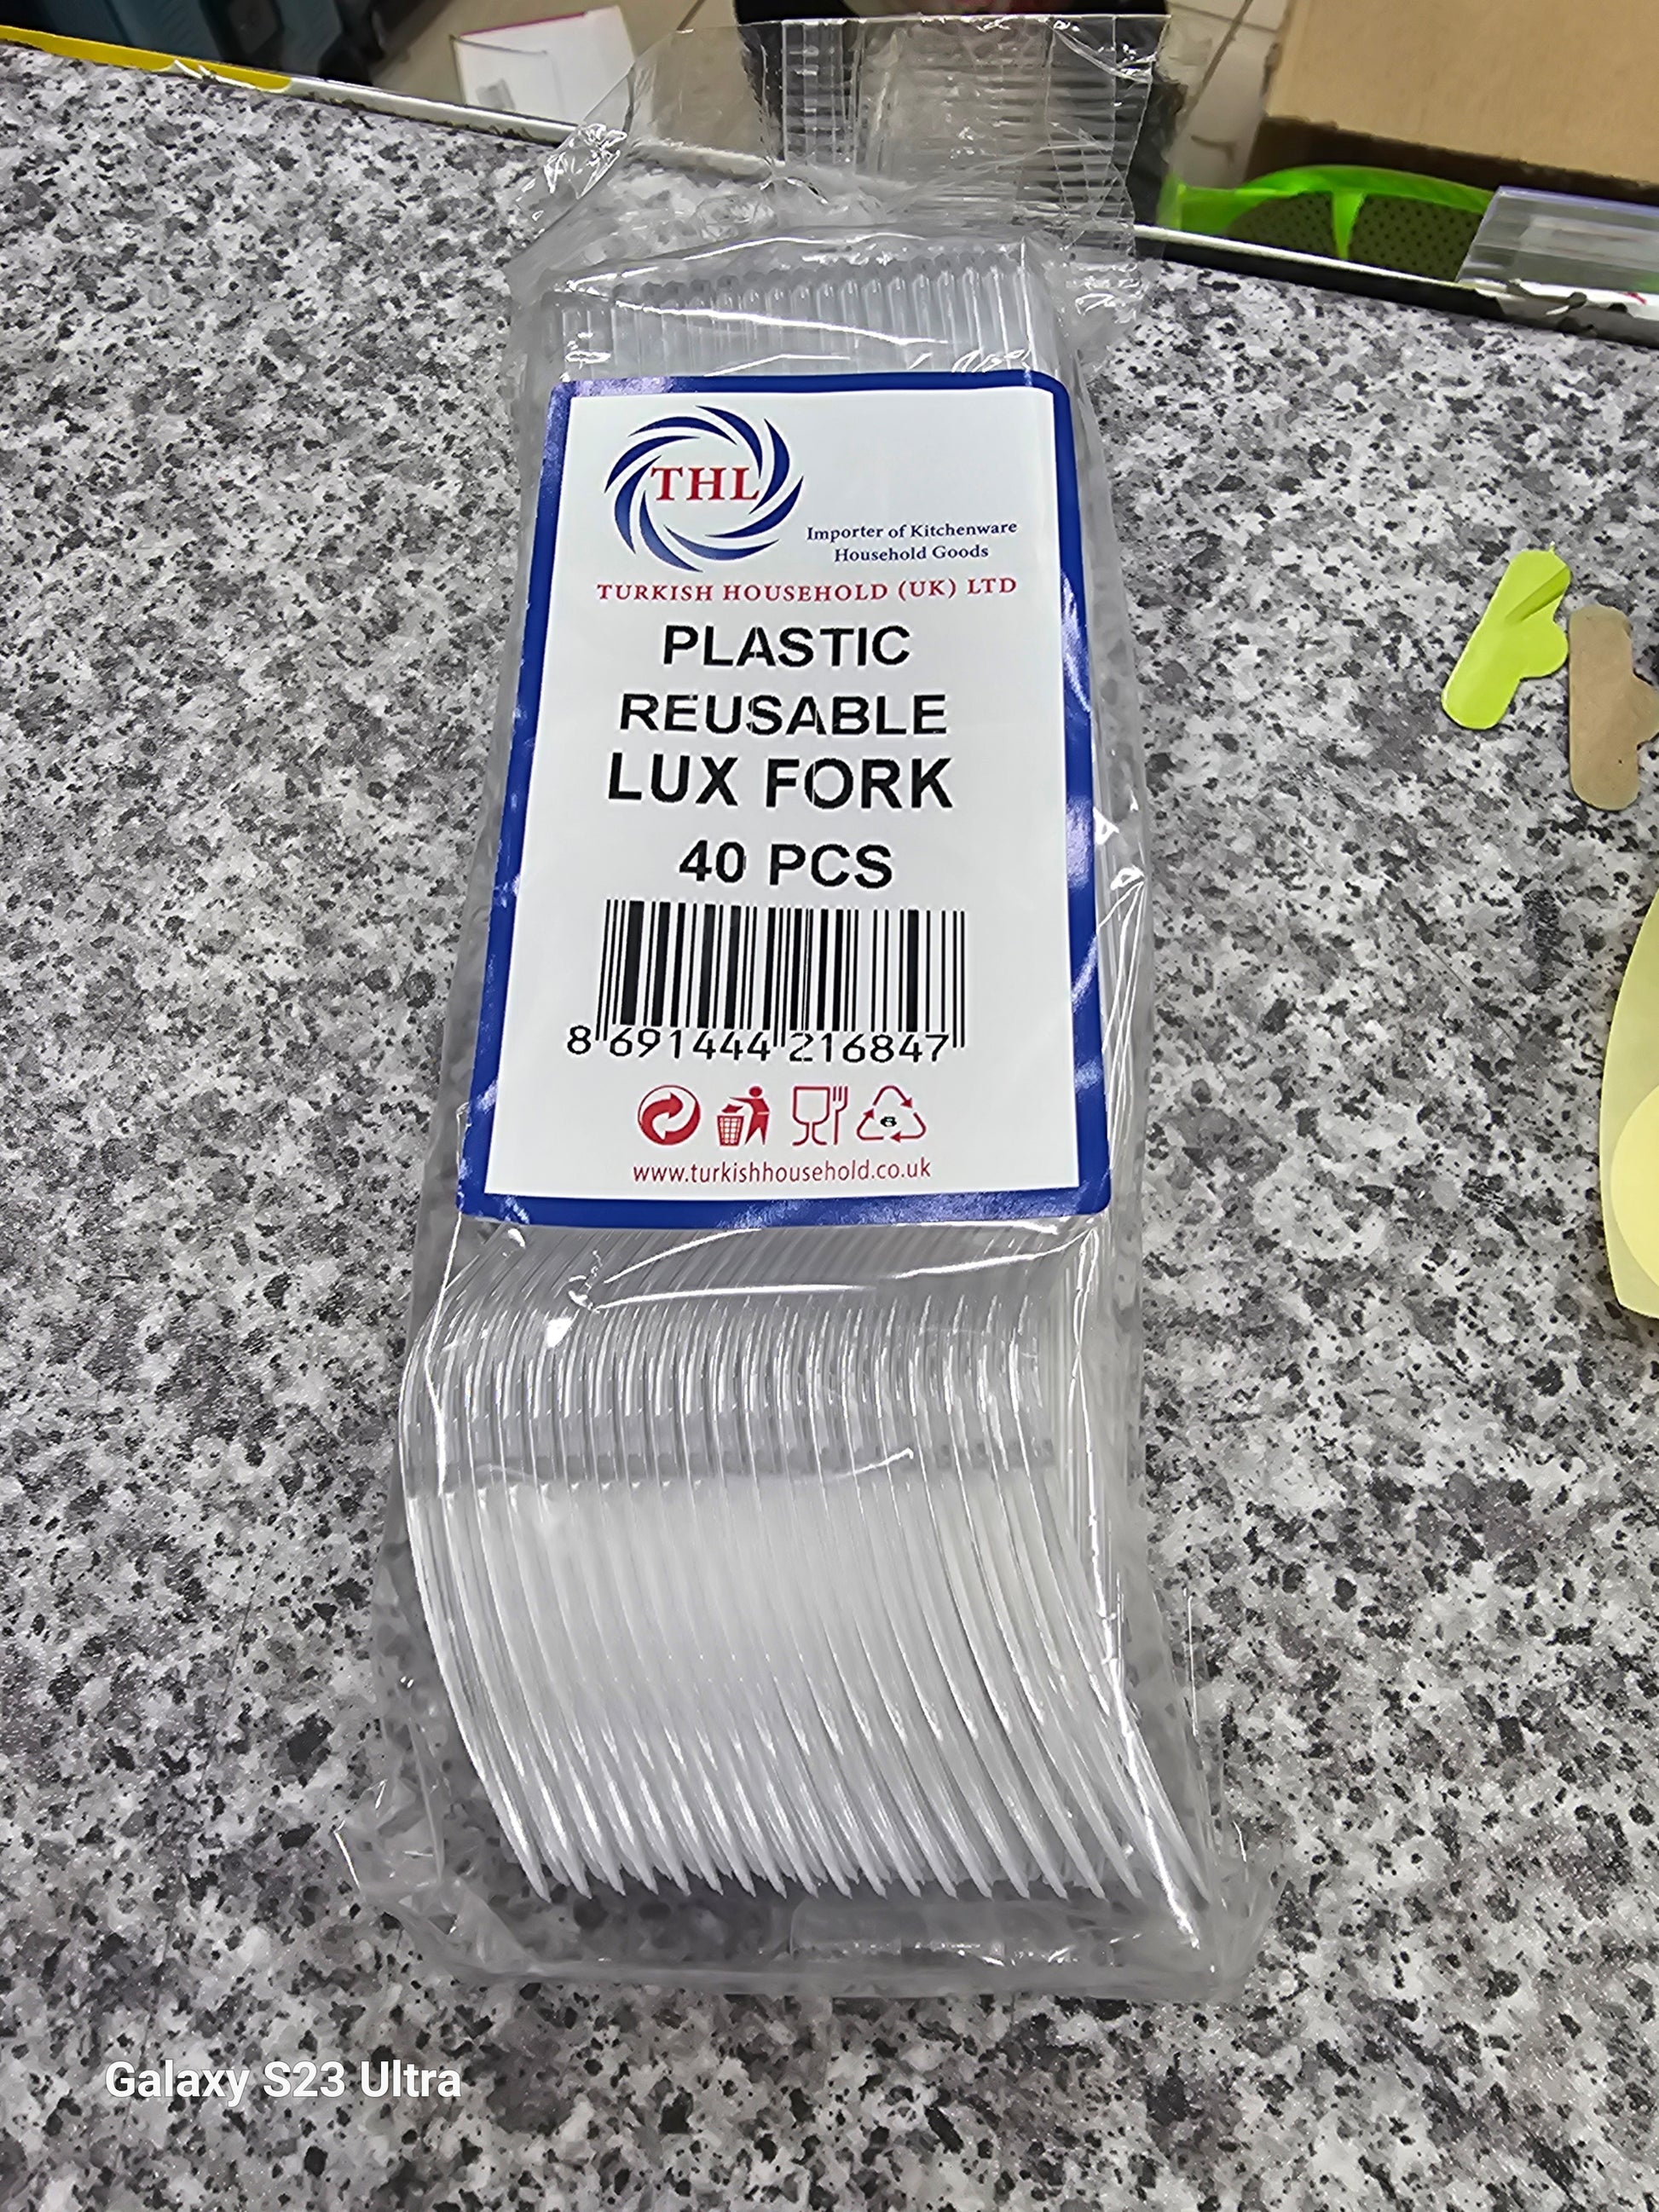 THL
Importer of Kitchenware
Household Goods
TURKISH HOUSEHOLD (UK) LTD
PLASTIC
REUSABLE
LUX FORK
40 PCS
8 691444 216847
6
www.turkishhousehold.co.uk
Galaxy S23 Ultra